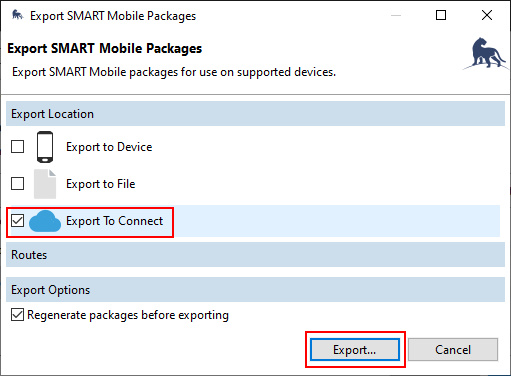 Export SMART Mobile Packages
Export SMART Mobile Packages
Export SMART Mobile packages for use on supported devices.
Export Location
Export to Device
Export to File
Export To Connect
Routes
Export Options
Regenerate packages before exporting
Export...
Cancel